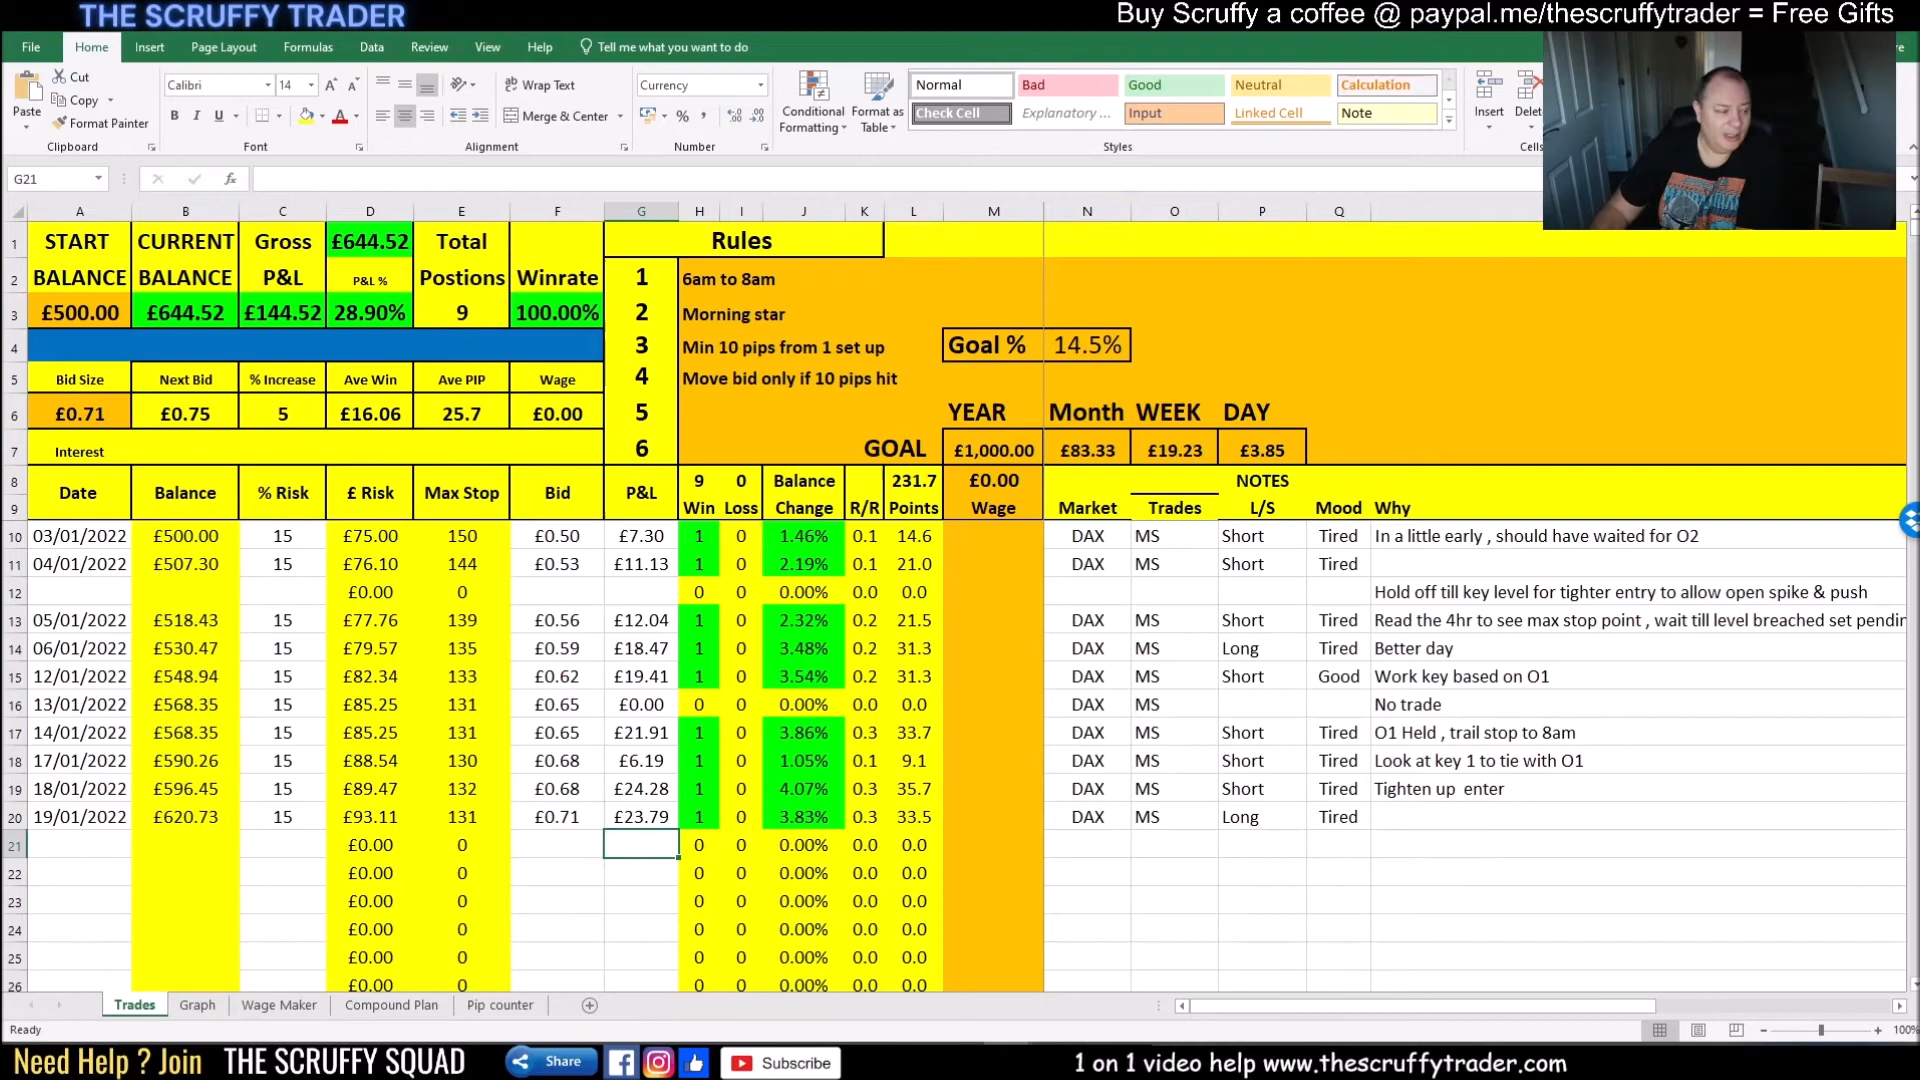 THE SCRUFFY TRADER
Buy Scruffy a coffee @ paypal.me/thescruffytrader = Free Gifts
File Home Insert Page Layout Formulas Data Review View Help Tell me what you want to do
Cut
Copy
Format Painter
Paste
Clipboard
Calibri 14
B I U
Font
Wrap Text
Merge & Center
Alignment
Currency
Number
Conditional Formatting
Format as Table
Normal Bad Good Neutral Calculation
Check Cell Explanatory ... Input Linked Cell Note
Styles
Insert Delet
Cells
G21 fx
A B C D E F G H I J K L M N O P Q
1 START CURRENT Gross £644.52 Total Rules
2 BALANCE BALANCE P&L P&L % Postions Winrate 1 6am to 8am
3 £500.00 £644.52 £144.52 28.90% 9 100.00% 2 Morning star
4 3 Min 10 pips from 1 set up Goal % 14.5%
5 Bid Size Next Bid % Increase Ave Win Ave PIP Wage 4 Move bid only if 10 pips hit
6 £0.71 £0.75 5 £16.06 25.7 £0.00 5 YEAR Month WEEK DAY
7 Interest 6 GOAL £1,000.00 £83.33 £19.23 £3.85
8 9 0 Balance 231.7 £0.00 NOTES
9 Date Balance % Risk £ Risk Max Stop Bid P&L Win Loss Change R/R Points Wage Market Trades L/S Mood Why
10 03/01/2022 £500.00 15 £75.00 150 £0.50 £7.30 1 0 1.46% 0.1 14.6 DAX MS Short Tired In a little early , should have waited for O2
11 04/01/2022 £507.30 15 £76.10 144 £0.53 £11.13 1 0 2.19% 0.1 21.0 DAX MS Short Tired
12 £0.00 0 0 0 0.00% 0.0 0.0 Hold off till key level for tighter entry to allow open spike & push
13 05/01/2022 £518.43 15 £77.76 139 £0.56 £12.04 1 0 2.32% 0.2 21.5 DAX MS Short Tired Read the 4hr to see max stop point , wait till level breached set pendin
14 06/01/2022 £530.47 15 £79.57 135 £0.59 £18.47 1 0 3.48% 0.2 31.3 DAX MS Long Tired Better day
15 12/01/2022 £548.94 15 £82.34 133 £0.62 £19.41 1 0 3.54% 0.2 31.3 DAX MS Short Good Work key based on O1
16 13/01/2022 £568.35 15 £85.25 131 £0.65 £0.00 0 0 0.00% 0.0 0.0 DAX MS No trade
17 14/01/2022 £568.35 15 £85.25 131 £0.65 £21.91 1 0 3.86% 0.3 33.7 DAX MS Short Tired O1 Held , trail stop to 8am
18 17/01/2022 £590.26 15 £88.54 130 £0.68 £6.19 1 0 1.05% 0.1 9.1 DAX MS Short Tired Look at key 1 to tie with O1
19 18/01/2022 £596.45 15 £89.47 132 £0.68 £24.28 1 0 4.07% 0.3 35.7 DAX MS Short Tired Tighten up enter
20 19/01/2022 £620.73 15 £93.11 131 £0.71 £23.79 1 0 3.83% 0.3 33.5 DAX MS Long Tired
21 £0.00 0 0 0 0.00% 0.0 0.0
22 £0.00 0 0 0 0.00% 0.0 0.0
23 £0.00 0 0 0 0.00% 0.0 0.0
24 £0.00 0 0 0 0.00% 0.0 0.0
25 £0.00 0 0 0 0.00% 0.0 0.0
26 £0.00 0 0 0 0.00% 0.0 0.0
Trades Graph Wage Maker Compound Plan Pip counter
Ready
100%
Need Help ? Join THE SCRUFFY SQUAD Share Subscribe 1 on 1 video help www.thescruffytrader.com